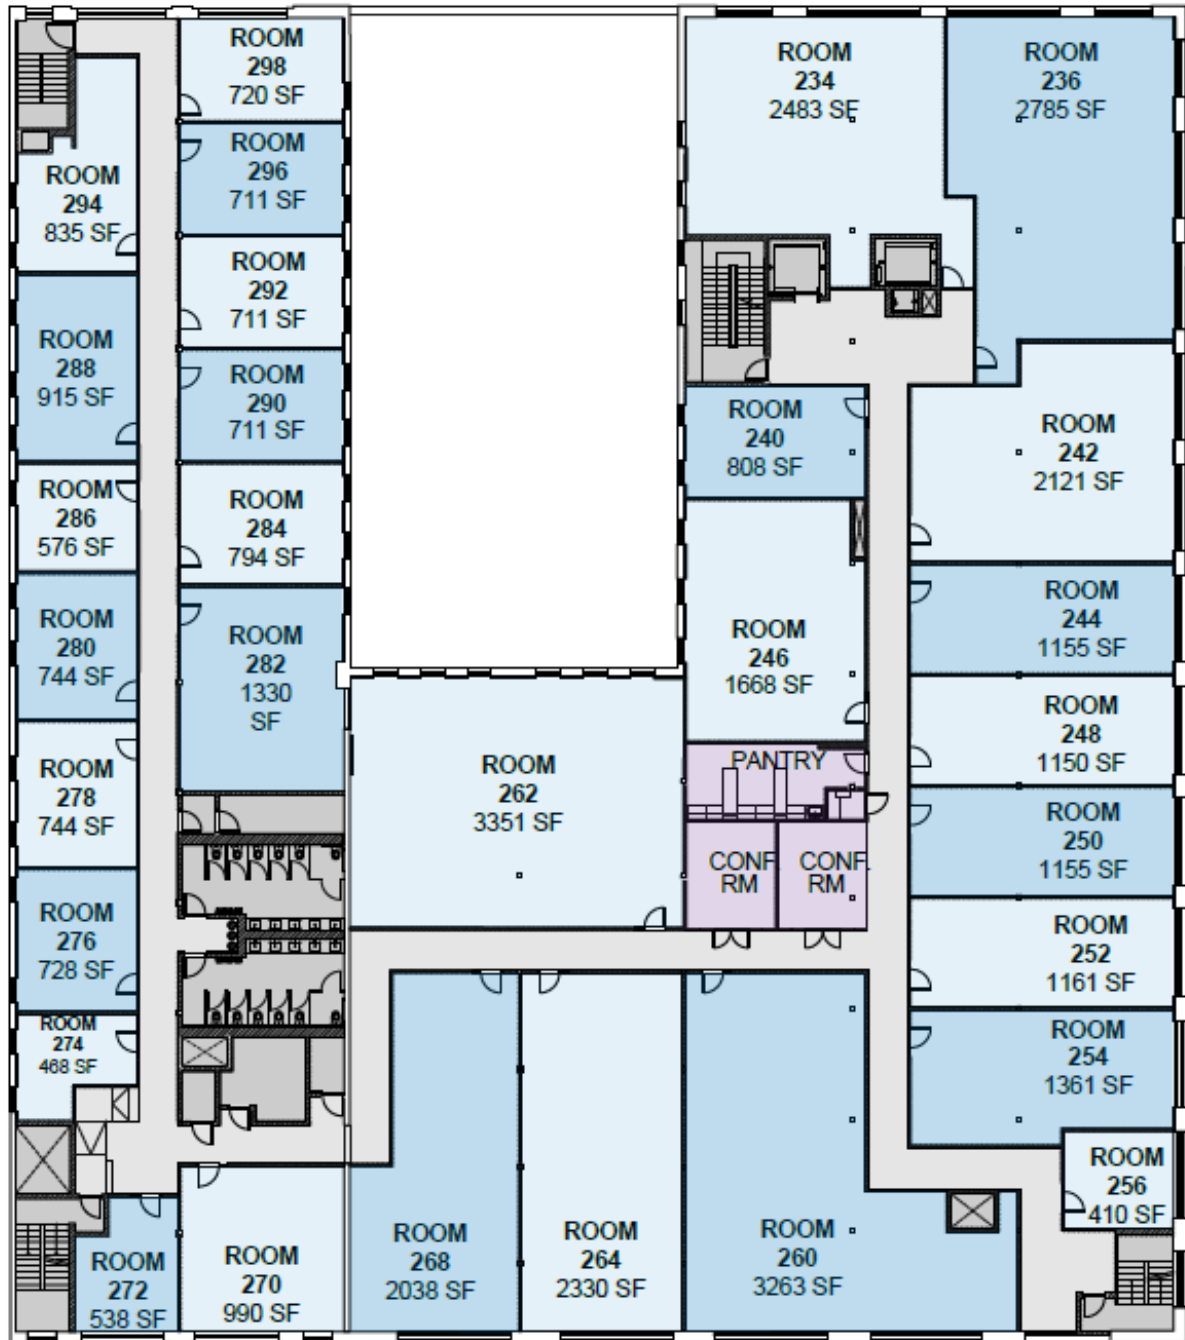 ROOM
298
720 SF
ROOM
234
2483 SF
ROOM
236
2785 SF
ROOM
296
711 SF
ROOM
294
835 SF
ROOM
292
711 SF
ROOM
288
915 SF
ROOM
290
711 SF
ROOM
240
808 SF
ROOM
242
2121 SF
ROOM
286
576 SF
ROOM
284
794 SF
ROOM
280
744 SF
ROOM
282
1330
SF
ROOM
246
1668 SF
ROOM
244
1155 SF
ROOM
248
1150 SF
ROOM
278
744 SF
ROOM
262
3351 SF
PANTRY
ROOM
250
1155 SF
CONF.
RM
CONF.
RM
ROOM
276
728 SF
ROOM
252
1161 SF
ROOM
274
468 SF
ROOM
254
1361 SF
ROOM
256
410 SF
ROOM
272
538 SF
ROOM
270
990 SF
ROOM
268
2038 SF
ROOM
264
2330 SF
ROOM
260
3263 SF